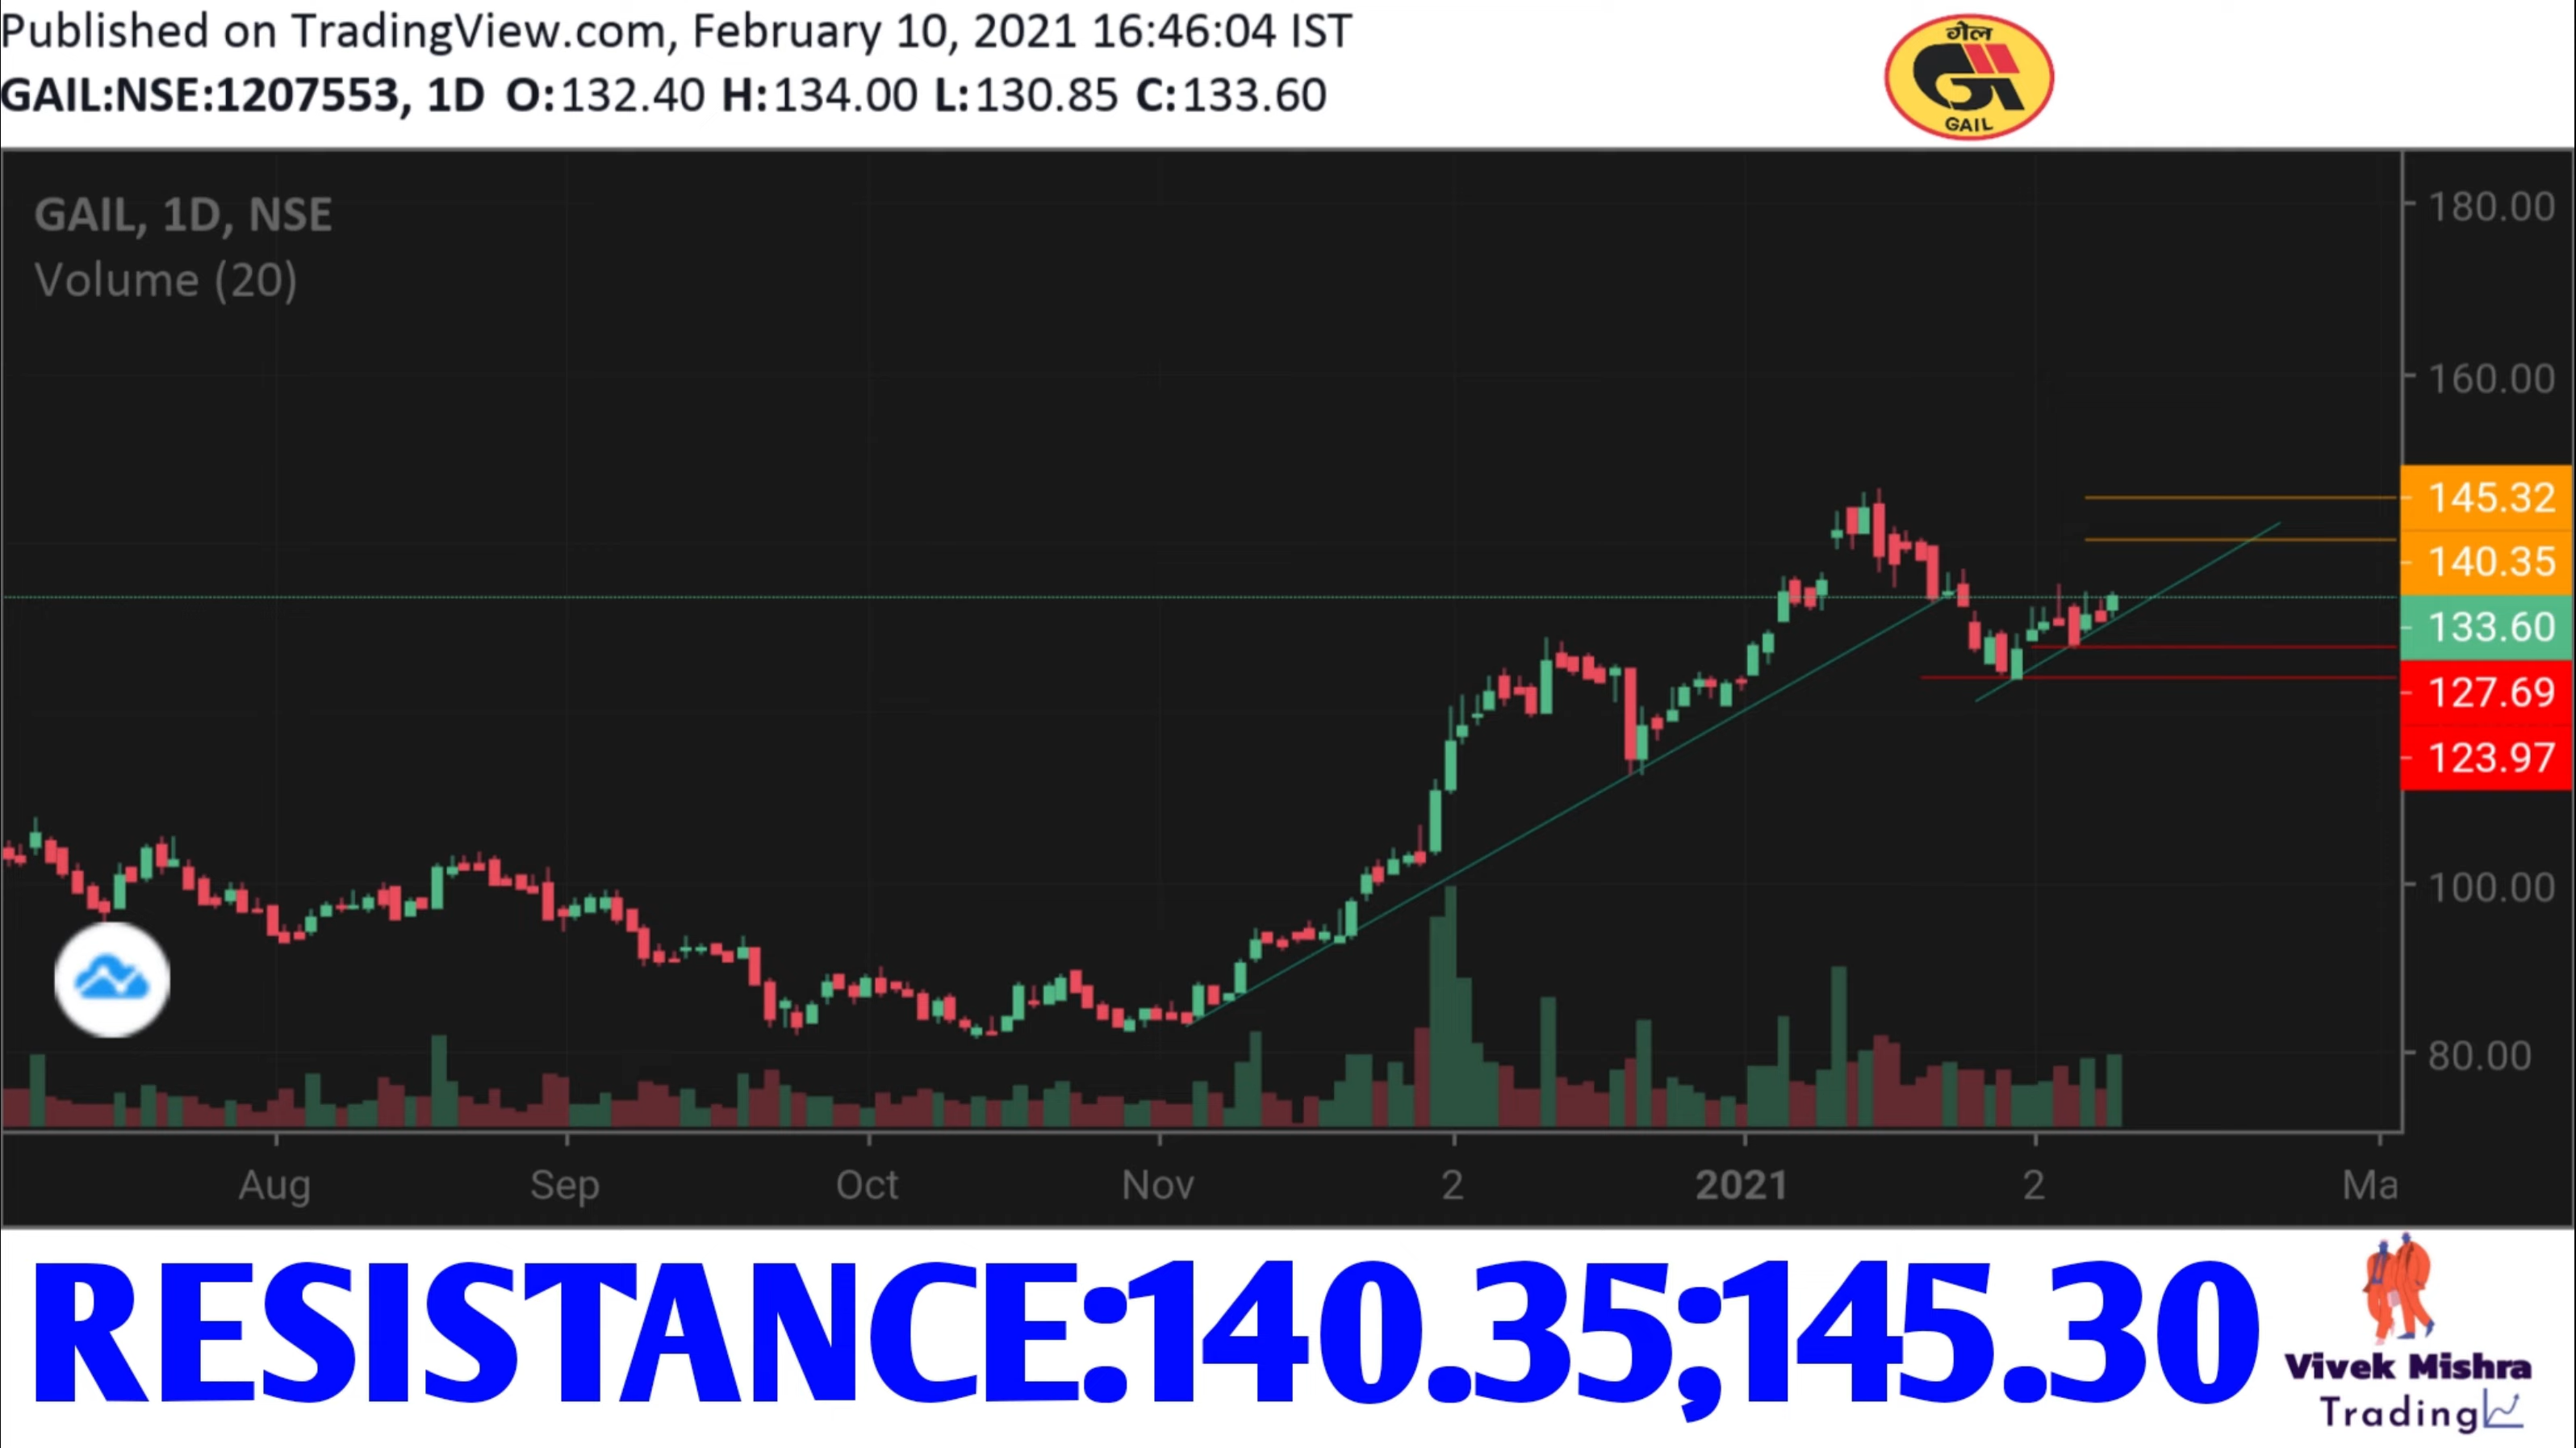 Published on TradingView.com, February 10, 2021 16:46:04 IST
GAIL:NSE:1207553, 1D O:132.40 H:134.00 L:130.85 C:133.60
गेल
GAIL
GAIL, 1D, NSE
Volume (20)
180.00
160.00
145.32
140.35
133.60
127.69
123.97
100.00
80.00
Aug Sep Oct Nov 2 2021 2 Ma
RESISTANCE:140.35;145.30
Vivek Mishra
Trading